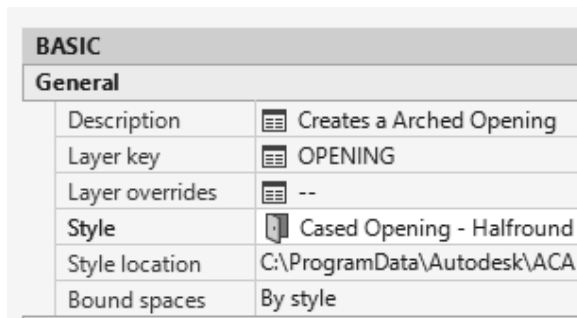 BASIC
General
Description Creates a Arched Opening
Layer key OPENING
Layer overrides --
Style Cased Opening - Halfround
Style location C:\ProgramData\Autodesk\ACA
Bound spaces By style